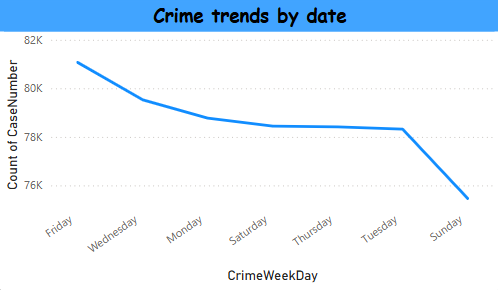 Crime trends by date
82K
80K
78K
76K
Count of CaseNumber
Friday
Wednesday
Monday
Saturday
Thursday
Tuesday
Sunday
CrimeWeekDay